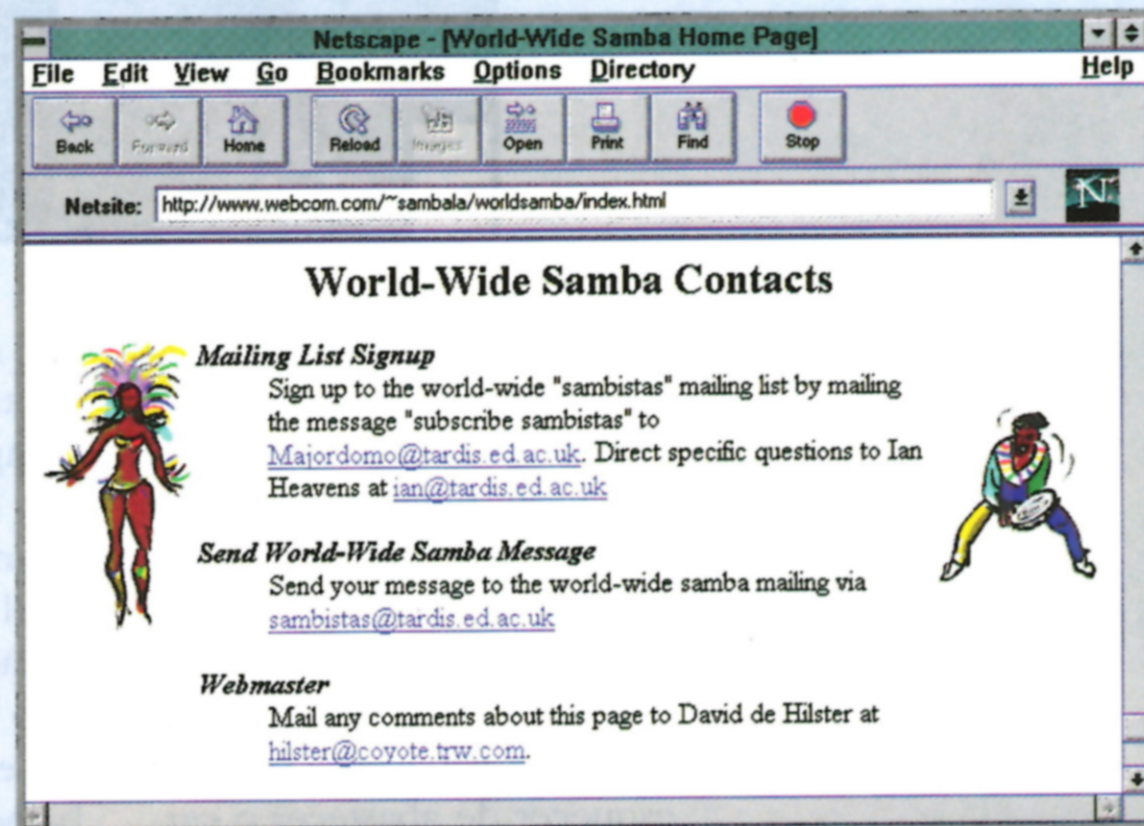 Netscape - [World-Wide Samba Home Page]
File Edit View Go Bookmarks Options Directory Help
Back Forward Home Reload Images Open Print Find Stop
Netsite: http://www.webcom.com/~sambala/worldsamba/index.html
N
World-Wide Samba Contacts
Mailing List Signup
Sign up to the world-wide "sambistas" mailing list by mailing
the message "subscribe sambistas" to
Majordomo@tardis.ed.ac.uk. Direct specific questions to Ian
Heavens at ian@tardis.ed.ac.uk
Send World-Wide Samba Message
Send your message to the world-wide samba mailing via
sambistas@tardis.ed.ac.uk
Webmaster
Mail any comments about this page to David de Hilster at
hilster@coyote.trw.com.